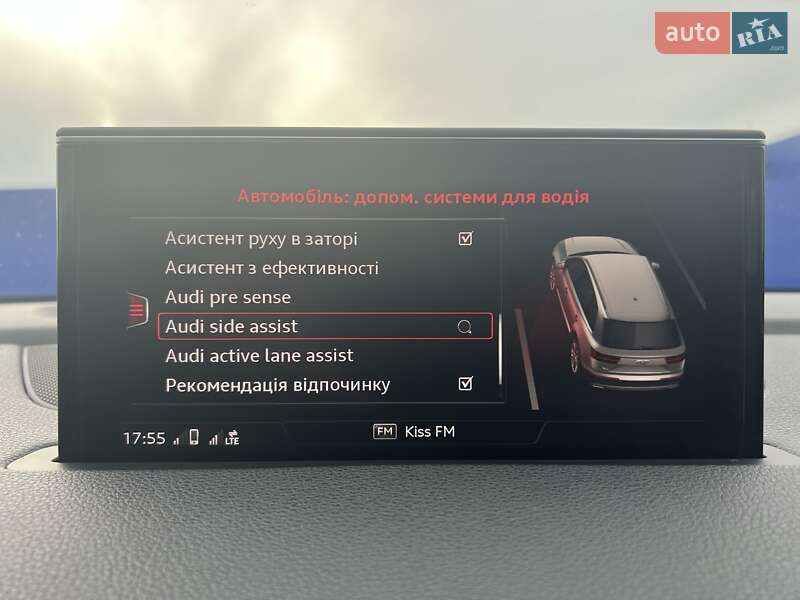 auto RIA.com
Автомобіль: допом. системи для водія
Асистент руху в заторі
Асистент з ефективності
Audi pre sense
Audi side assist
Audi active lane assist
Рекомендація відпочинку
17:55 LTE FM Kiss FM